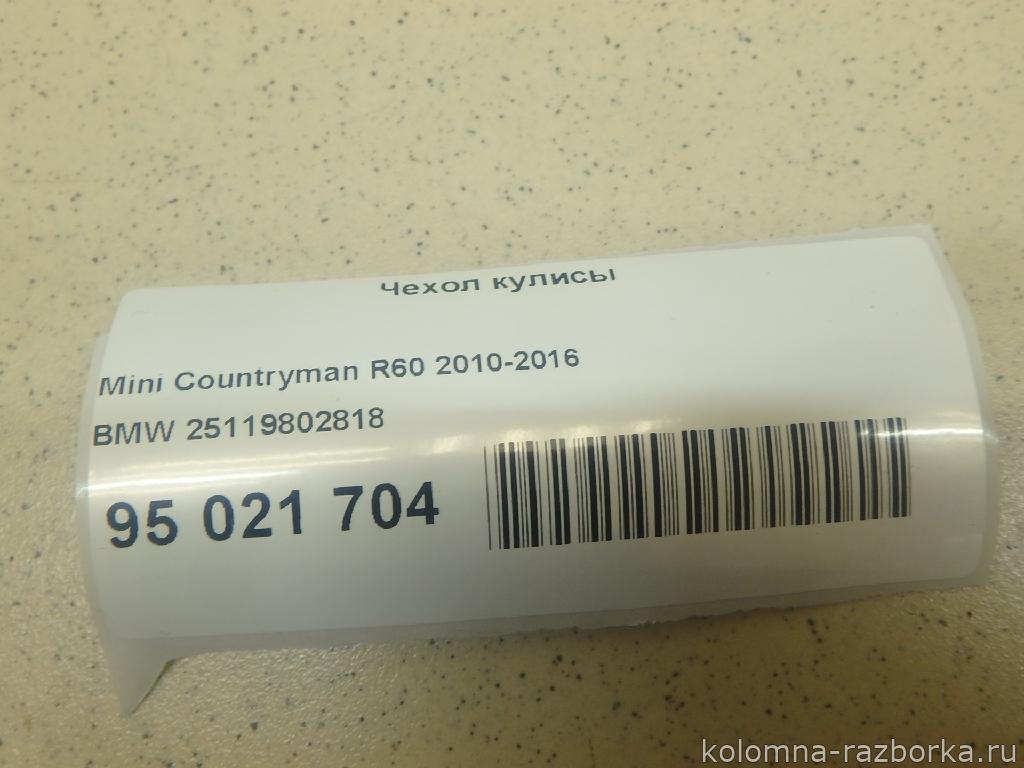 Чехол кулисы
Mini Countryman R60 2010-2016
BMW 25119802818
95 021 704
kolomna-razborka.ru